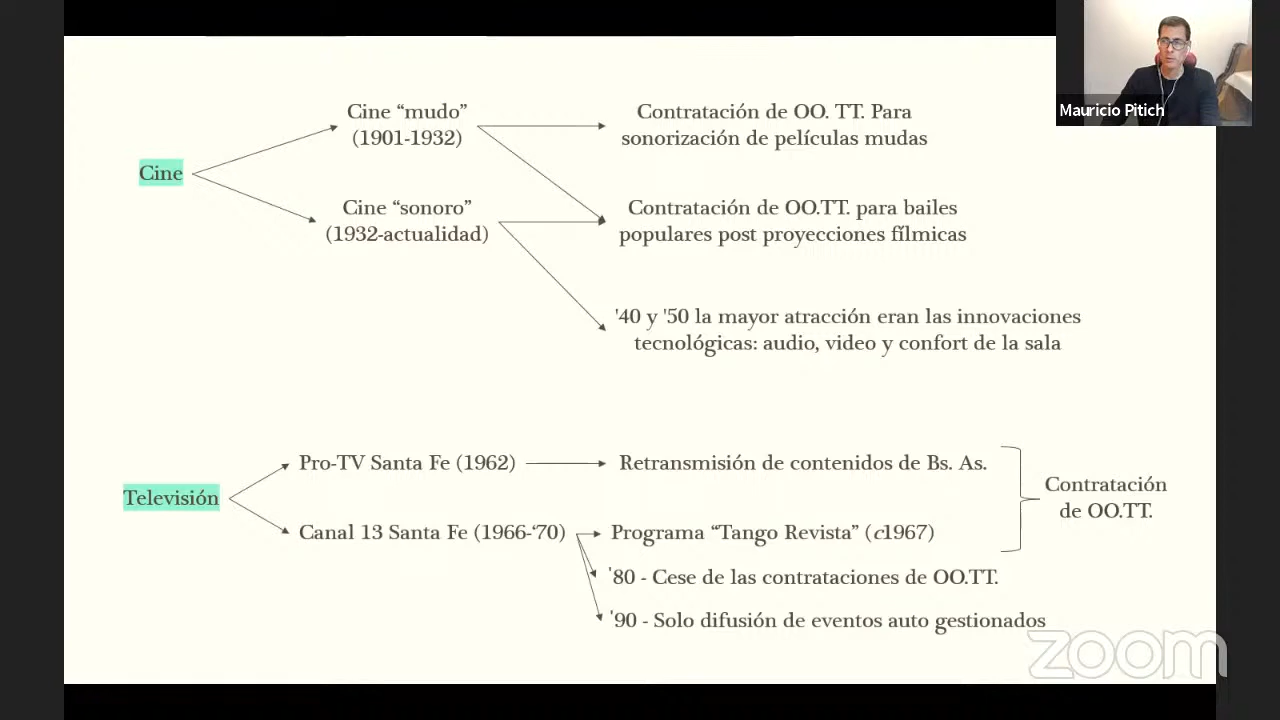 Mauricio Pitich
Cine
Cine “mudo”
(1901-1932)
Contratación de OO. TT. Para
sonorización de películas mudas
Cine “sonoro”
(1932-actualidad)
Contratación de OO.TT. para bailes
populares post proyecciones fílmicas
'40 y '50 la mayor atracción eran las innovaciones
tecnológicas: audio, video y confort de la sala
Televisión
Pro-TV Santa Fe (1962)
Retransmisión de contenidos de Bs. As.
Canal 13 Santa Fe (1966-‘70)
Programa “Tango Revista” (c1967)
Contratación
de OO.TT.
'80 - Cese de las contrataciones de OO.TT.
'90 - Solo difusión de eventos auto gestionados
zoom